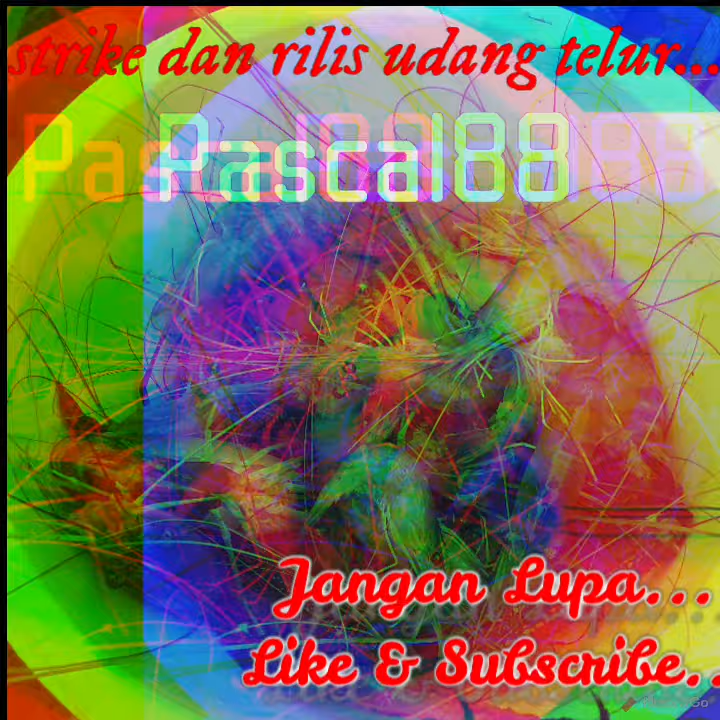 strike dan rilis udang telur...
Pascal88
Jangan Lupa...
Like & Subscribe..